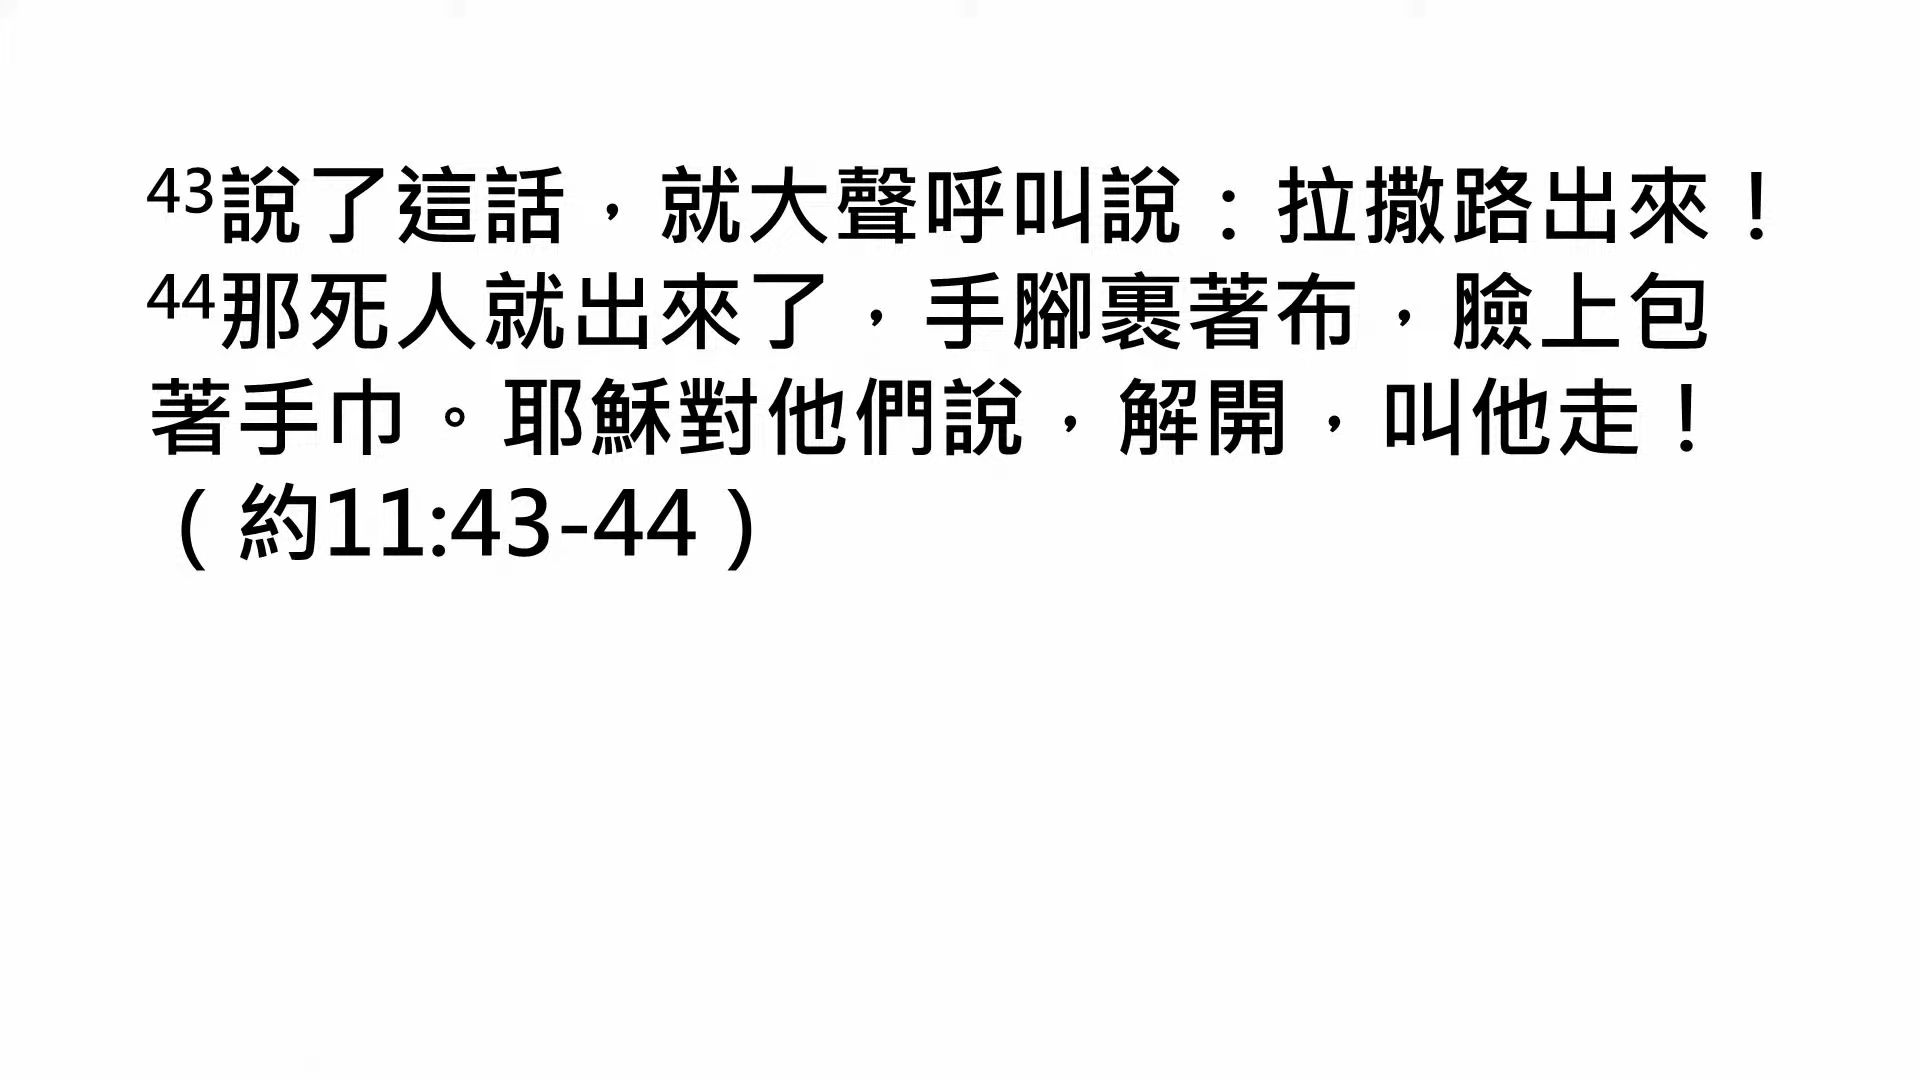 43說了這話，就大聲呼叫說：拉撒路出來！
44那死人就出來了，手腳裹著布，臉上包
著手巾。耶穌對他們說，解開，叫他走！
（約11:43-44）